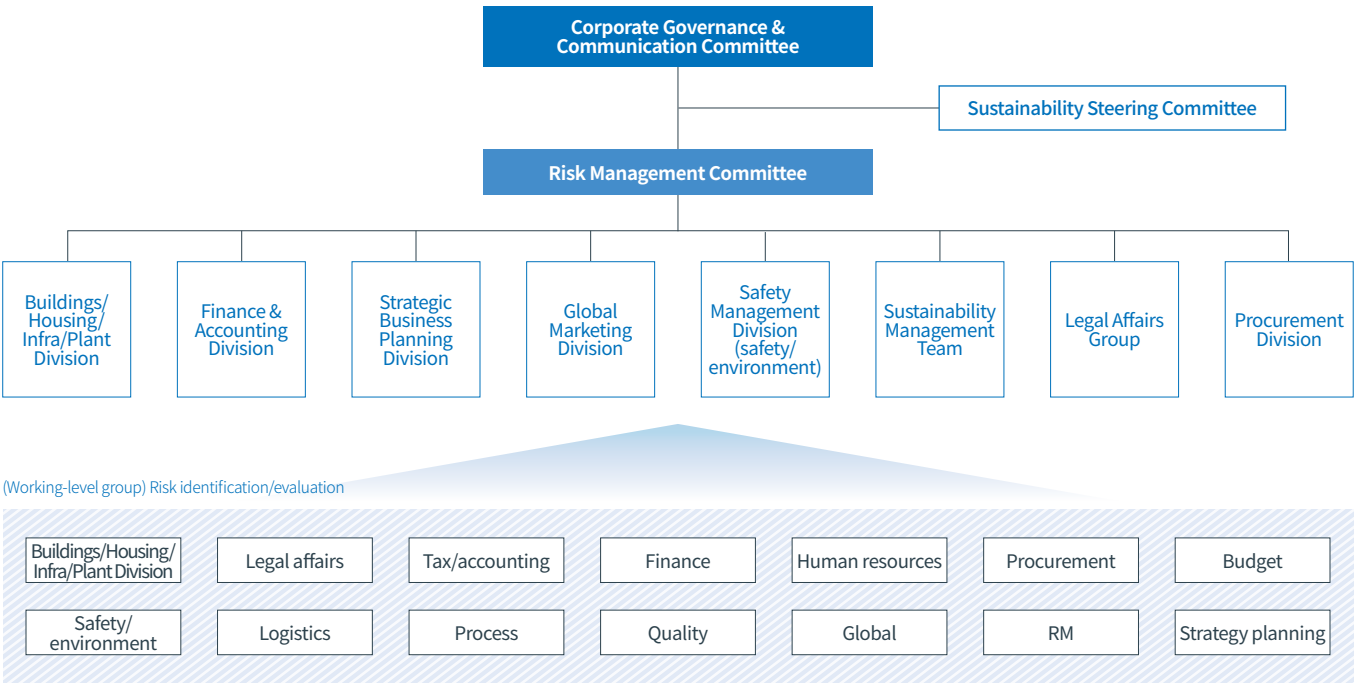 Corporate Governance &
Communication Committee
Sustainability Steering Committee
Risk Management Committee
Buildings/
Housing/
Infra/Plant
Division
Finance &
Accounting
Division
Strategic
Business
Planning
Division
Global
Marketing
Division
Safety
Management
Division
(safety/
environment)
Sustainability
Management
Team
Legal Affairs
Group
Procurement
Division
(Working-level group) Risk identification/evaluation
Buildings/Housing/
Infra/Plant Division
Legal affairs
Tax/accounting
Finance
Human resources
Procurement
Budget
Safety/
environment
Logistics
Process
Quality
Global
RM
Strategy planning